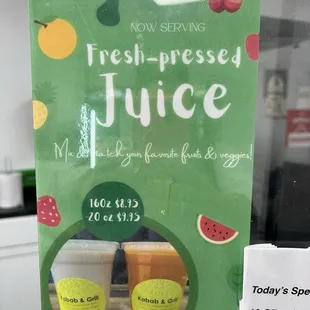 NOW SERVING
Fresh-pressed
Juice
Mix & Match your favorite fruits & veggies!
16oz $8.95
20 oz $9.95
Kabob & Grill
Kabob & Grill
Today's Spe